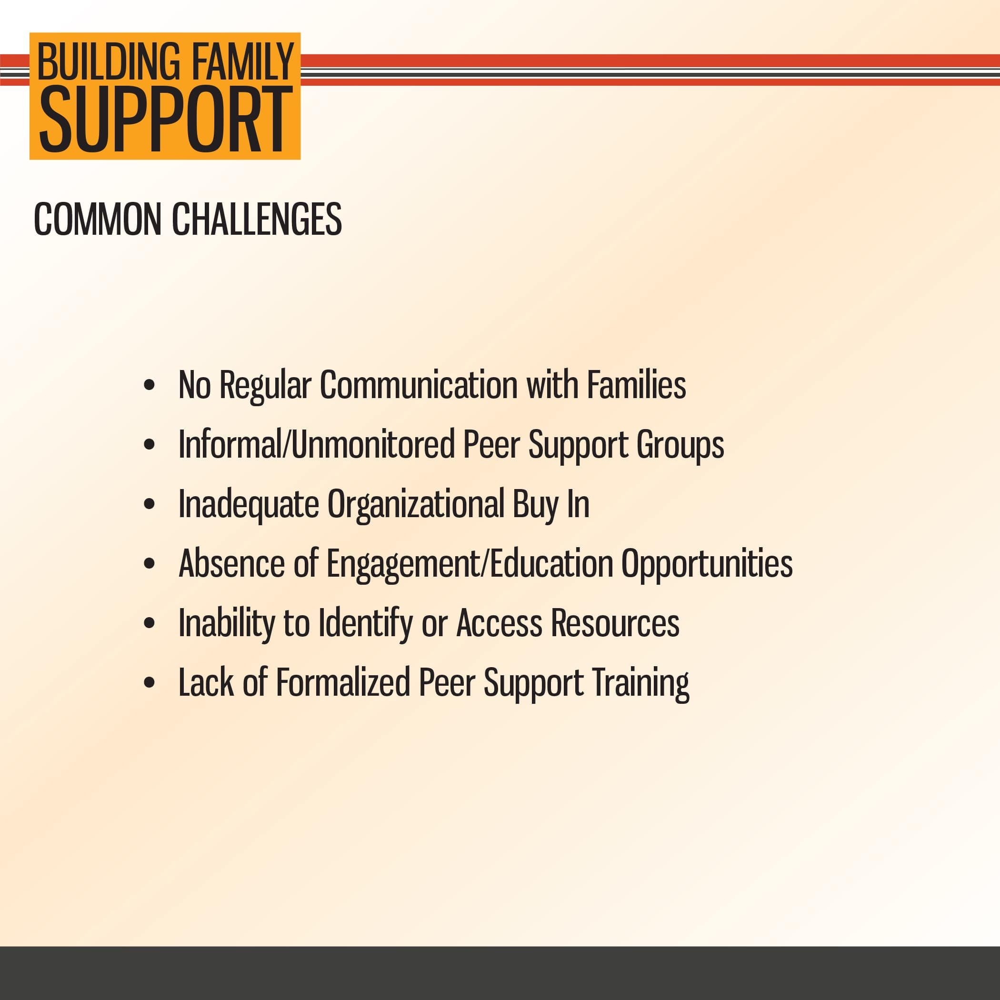 BUILDING FAMILY
SUPPORT
COMMON CHALLENGES
• No Regular Communication with Families
• Informal/Unmonitored Peer Support Groups
• Inadequate Organizational Buy In
• Absence of Engagement/Education Opportunities
• Inability to Identify or Access Resources
• Lack of Formalized Peer Support Training